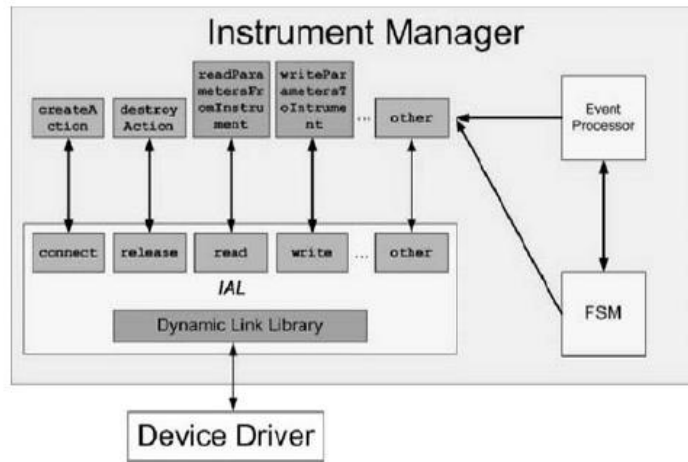 Instrument Manager
createA
ction
destroy
Action
readPara
metersFr
omInstru
ment
writePar
ametersT
oIntrume
nt
...
other
Event
Processor
connect
release
read
write
...
other
IAL
Dynamic Link Library
FSM
Device Driver